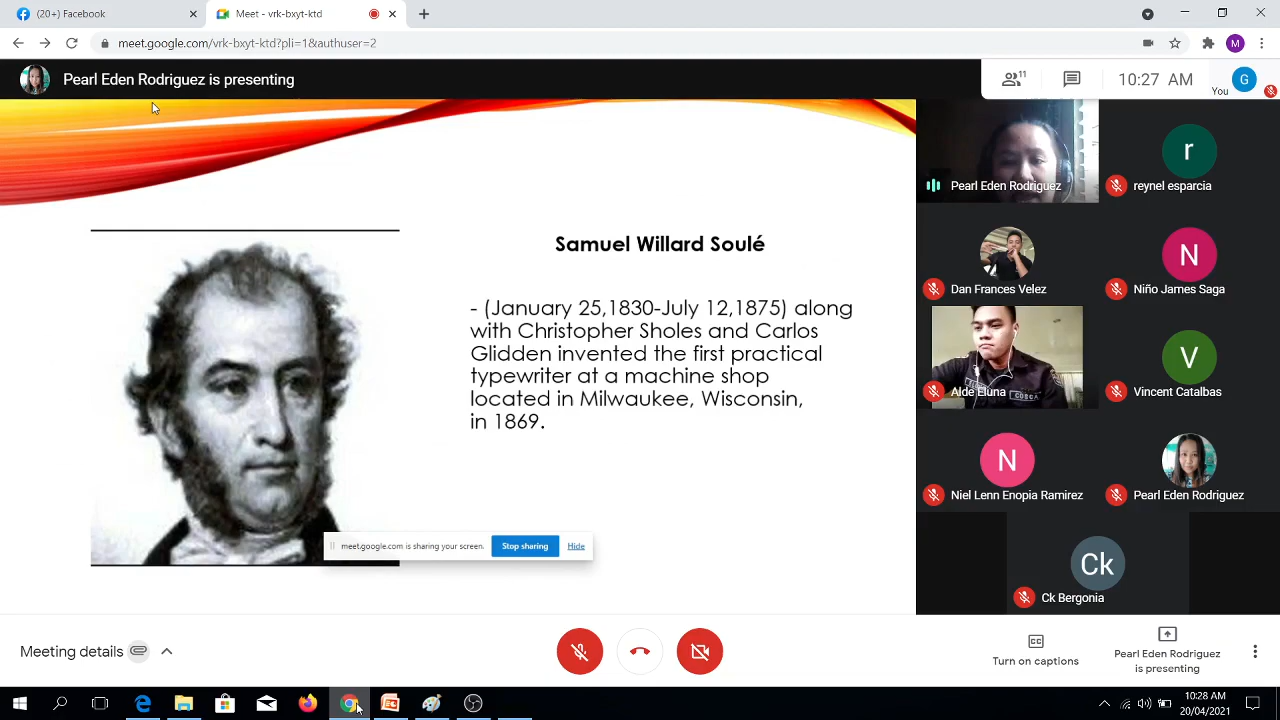 (20+) Facebook
Meet - vrk-bxyt-ktd
meet.google.com/vrk-bxyt-ktd?pli=1&authuser=2
M
Pearl Eden Rodriguez is presenting
11
10:27 AM
You
G
Samuel Willard Soulé
- (January 25,1830-July 12,1875) along
with Christopher Sholes and Carlos
Glidden invented the first practical
typewriter at a machine shop
located in Milwaukee, Wisconsin,
in 1869.
meet.google.com is sharing your screen.
Stop sharing
Hide
Pearl Eden Rodriguez
r
reynel esparcia
Dan Frances Velez
N
Niño James Saga
Alde Eluna
V
Vincent Catalbas
N
Niel Lenn Enopia Ramirez
Pearl Eden Rodriguez
Ck
Ck Bergonia
Meeting details
CC
Turn on captions
Pearl Eden Rodriguez
is presenting
10:28 AM
20/04/2021